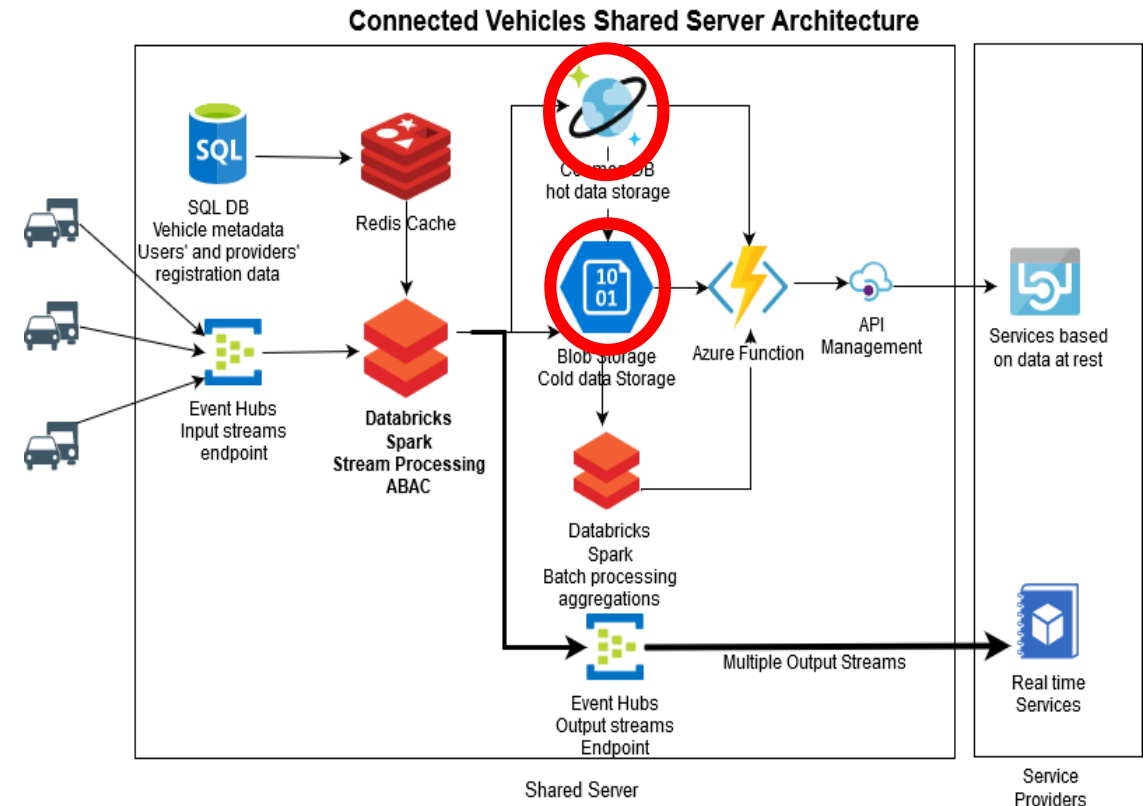 Connected Vehicles Shared Server Architecture
SQL
SQL DB
Vehicle metadata
Users' and providers'
registration data
Redis Cache
Cosmos DB
hot data storage
10
01
Blob Storage
Cold data Storage
Azure Function
API
Management
Services based
on data at rest
Event Hubs
Input streams
endpoint
Databricks
Spark
Stream Processing
ABAC
Databricks
Spark
Batch processing
aggregations
Multiple Output Streams
Event Hubs
Output streams
Endpoint
Real time
Services
Shared Server
Service
Providers